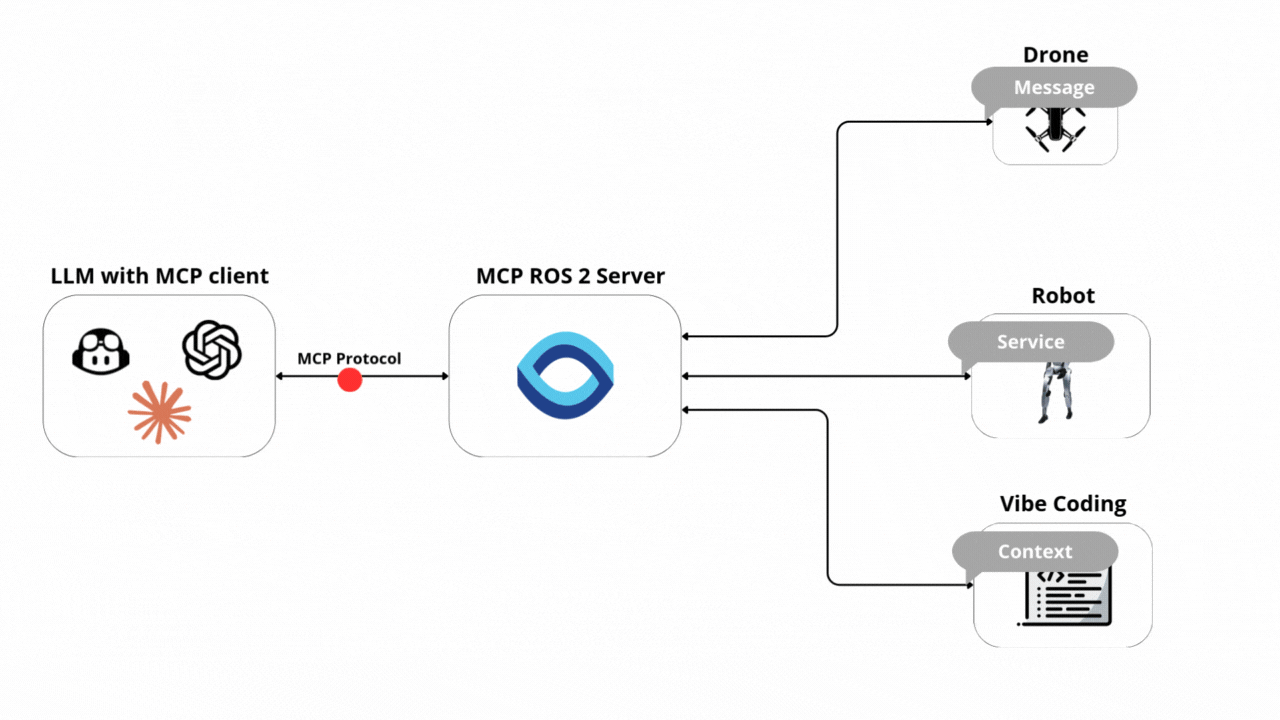 Drone
Message
LLM with MCP client
MCP ROS 2 Server
MCP Protocol
Robot
Service
Vibe Coding
Context
<//>